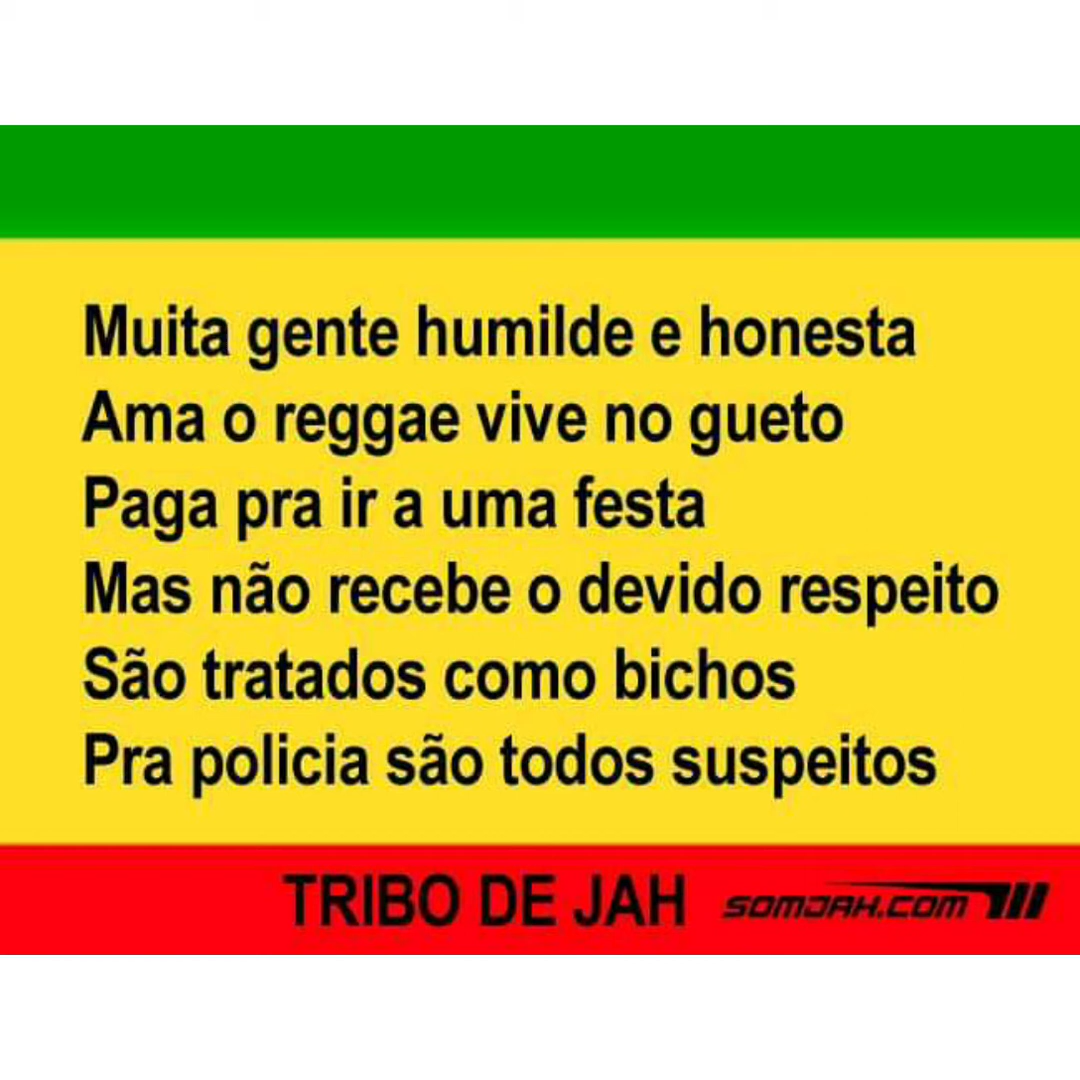 Muita gente humilde e honesta
Ama o reggae vive no gueto
Paga pra ir a uma festa
Mas não recebe o devido respeito
São tratados como bichos
Pra policia são todos suspeitos
TRIBO DE JAH SOMJAH.COM